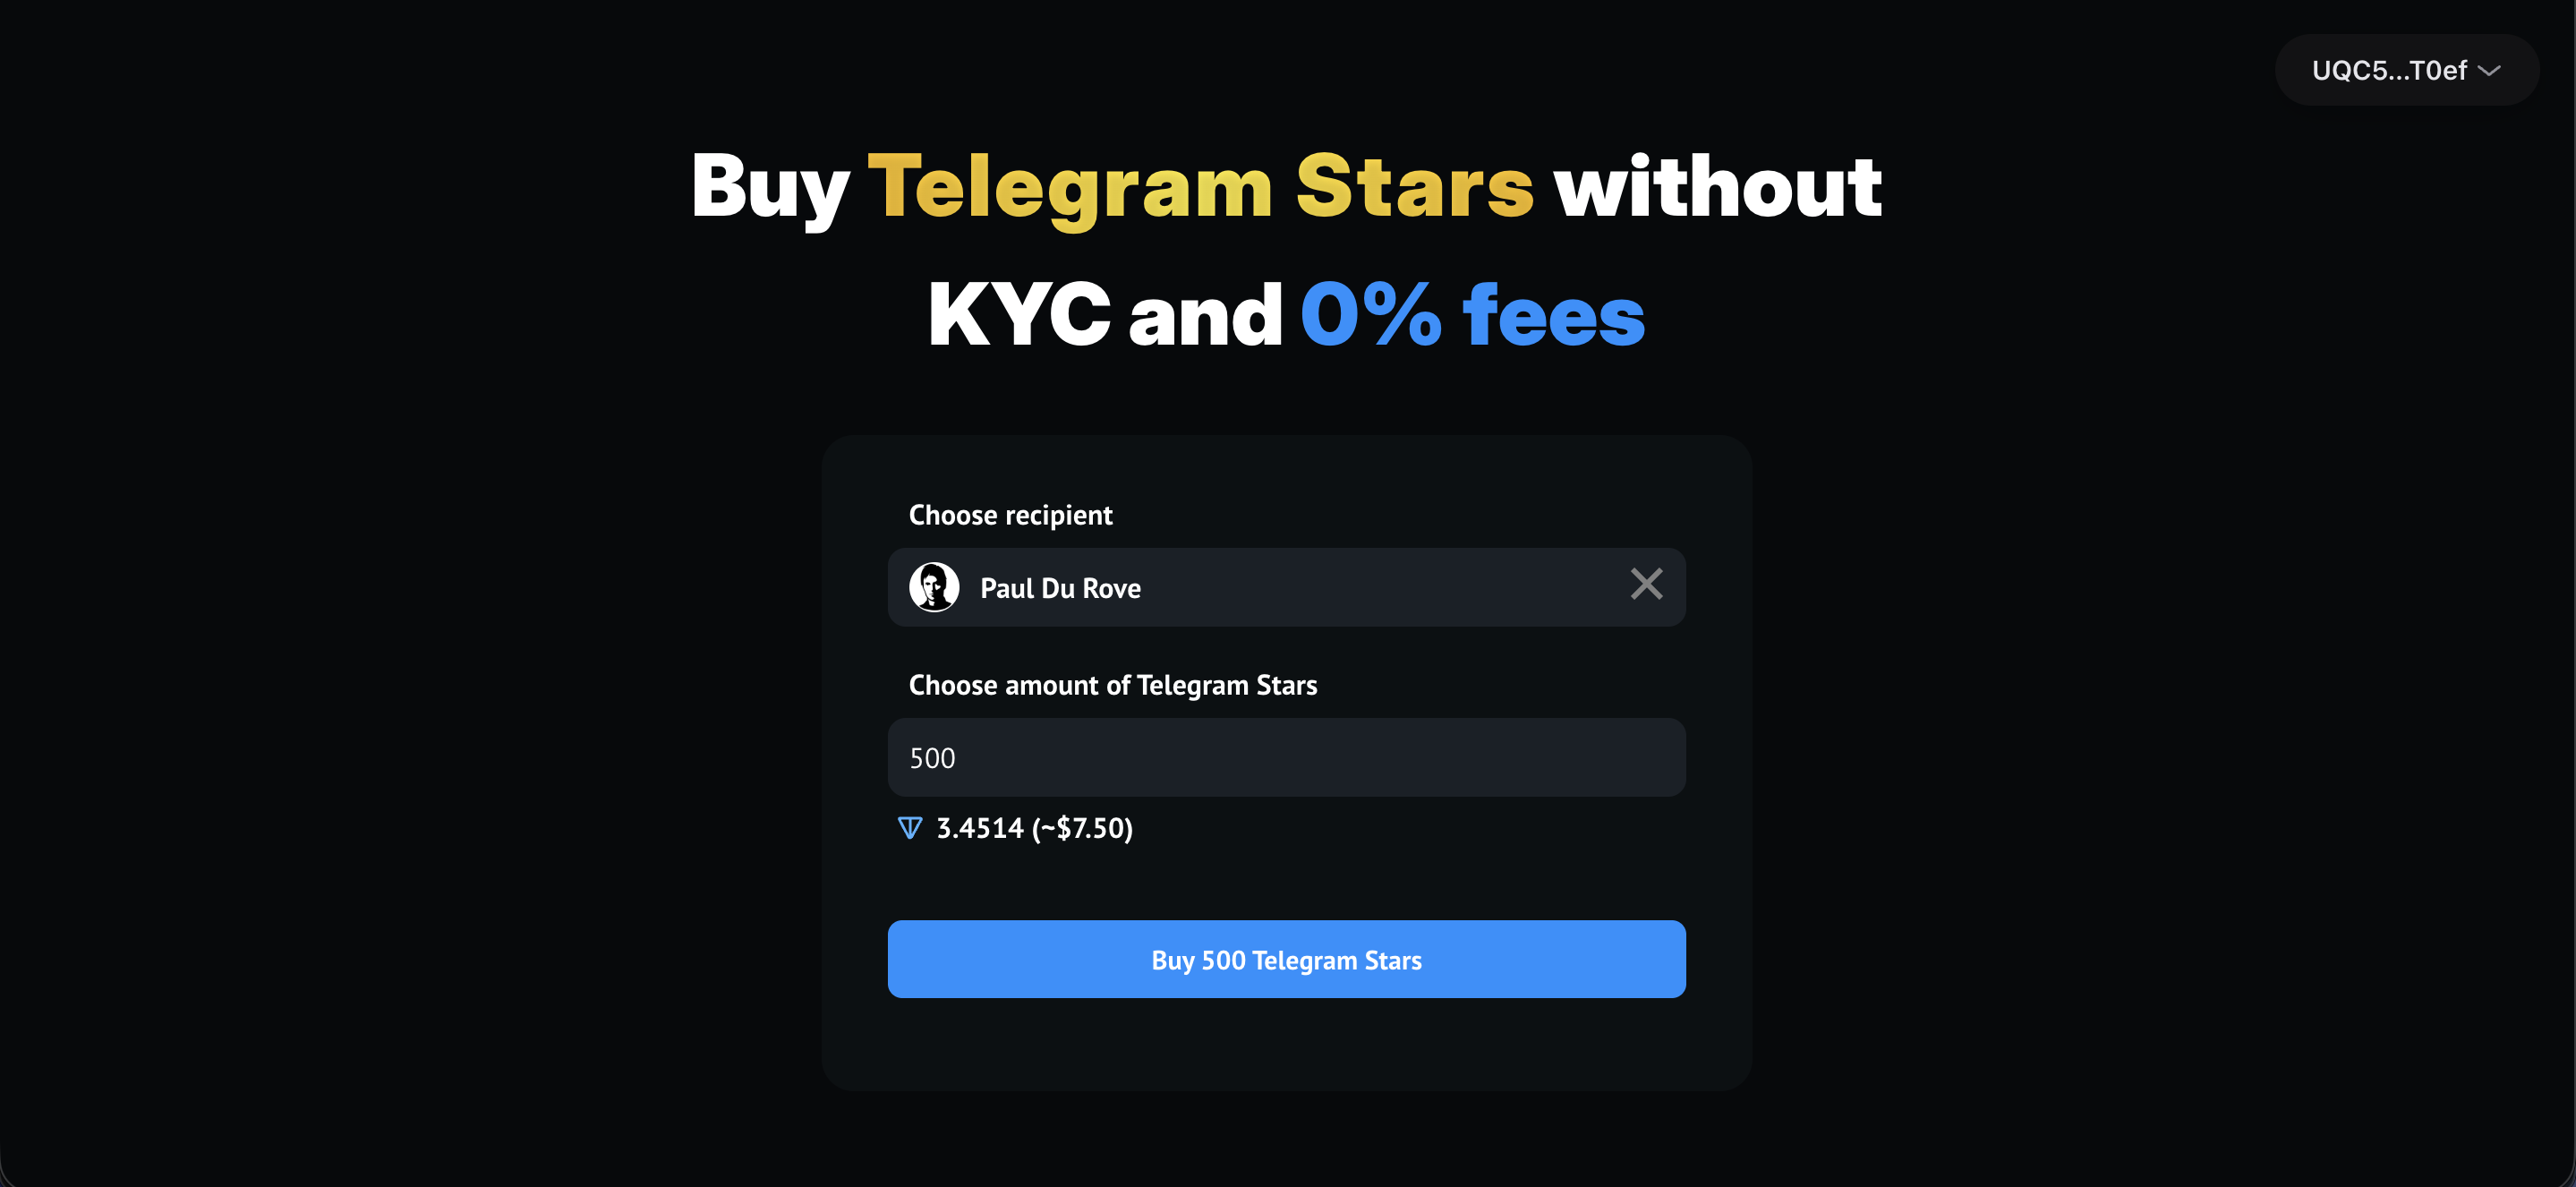 UQC5...T0ef
Buy Telegram Stars without
KYC and 0% fees
Choose recipient
Paul Du Rove
Choose amount of Telegram Stars
500
3.4514 (~$7.50)
Buy 500 Telegram Stars